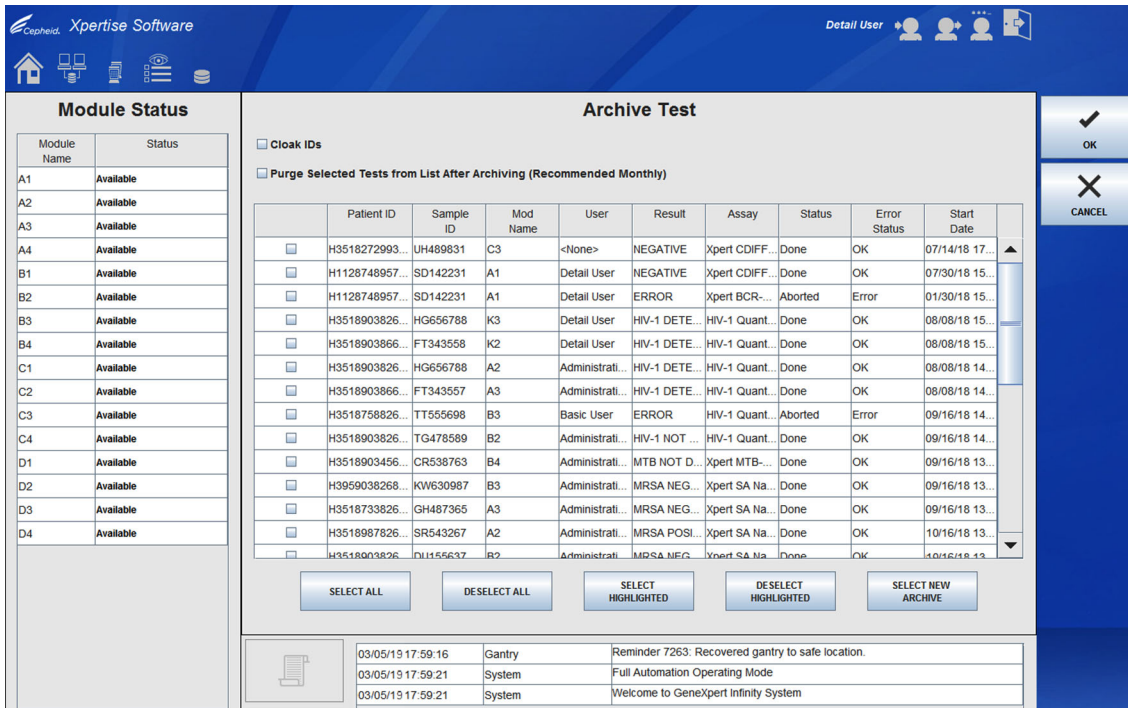 Cepheid. Xpertise Software
Detail User
Module Status
Module Name Status
A1 Available
A2 Available
A3 Available
A4 Available
B1 Available
B2 Available
B3 Available
B4 Available
C1 Available
C2 Available
C3 Available
C4 Available
D1 Available
D2 Available
D3 Available
D4 Available
Archive Test
Cloak IDs
Purge Selected Tests from List After Archiving (Recommended Monthly)
Patient ID Sample ID Mod Name User Result Assay Status Error Status Start Date
H3518272993... UH489831 C3 <None> NEGATIVE Xpert CDIFF... Done OK 07/14/18 17...
H1128748957... SD142231 A1 Detail User NEGATIVE Xpert CDIFF... Done OK 07/30/18 15...
H1128748957... SD142231 A1 Detail User ERROR Xpert BCR-... Aborted Error 01/30/18 15...
H3518903826... HG656788 K3 Detail User HIV-1 DETE... HIV-1 Quant... Done OK 08/08/18 15...
H3518903866... FT343558 K2 Detail User HIV-1 DETE... HIV-1 Quant... Done OK 08/08/18 15...
H3518903826... HG656788 A2 Administrati... HIV-1 DETE... HIV-1 Quant... Done OK 08/08/18 14...
H3518903866... FT343557 A3 Administrati... HIV-1 DETE... HIV-1 Quant... Done OK 08/08/18 14...
H3518758826... TT555698 B3 Basic User ERROR HIV-1 Quant... Aborted Error 09/16/18 14...
H3518903826... TG478589 B2 Administrati... HIV-1 NOT ... HIV-1 Quant... Done OK 09/16/18 14...
H3518903456... CR538763 B4 Administrati... MTB NOT D... Xpert MTB-... Done OK 09/16/18 13...
H3959038268... KW630987 B3 Administrati... MRSA NEG... Xpert SA Na... Done OK 09/16/18 13...
H3518733826... GH487365 A3 Administrati... MRSA NEG... Xpert SA Na... Done OK 09/16/18 13...
H3518987826... SR543267 A2 Administrati... MRSA POSI... Xpert SA Na... Done OK 10/16/18 13...
H3518903826... DU155637 B2 Administrati... MRSA NEG... Xpert SA Na... Done OK 10/16/18 13...
SELECT ALL
DESELECT ALL
SELECT HIGHLIGHTED
DESELECT HIGHLIGHTED
SELECT NEW ARCHIVE
OK
CANCEL
03/05/19 17:59:16 Gantry Reminder 7263: Recovered gantry to safe location.
03/05/19 17:59:21 System Full Automation Operating Mode
03/05/19 17:59:21 System Welcome to GeneXpert Infinity System